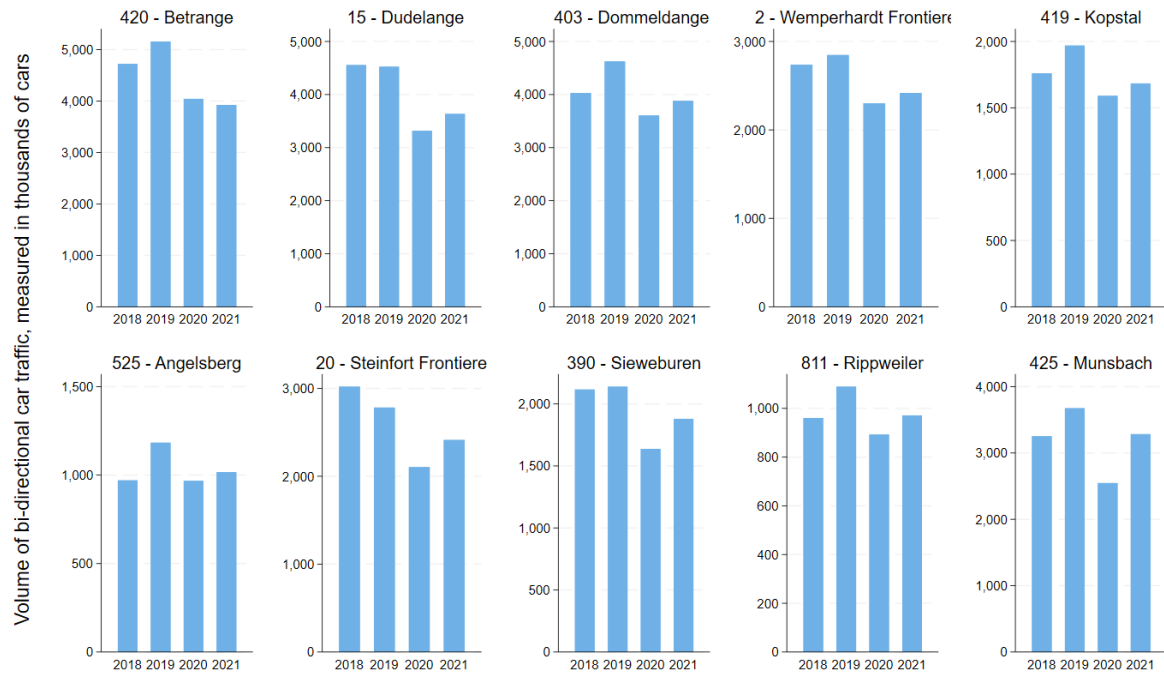 Volume of bi-directional car traffic, measured in thousands of cars
420 - Betrange
5,000
4,000
3,000
2,000
1,000
0
2018 2019 2020 2021
15 - Dudelange
5,000
4,000
3,000
2,000
1,000
0
2018 2019 2020 2021
403 - Dommeldange
5,000
4,000
3,000
2,000
1,000
0
2018 2019 2020 2021
2 - Wemperhardt Frontiere
3,000
2,000
1,000
0
2018 2019 2020 2021
419 - Kopstal
2,000
1,500
1,000
500
0
2018 2019 2020 2021
525 - Angelsberg
1,500
1,000
500
0
2018 2019 2020 2021
20 - Steinfort Frontiere
3,000
2,000
1,000
0
2018 2019 2020 2021
390 - Sieweburen
2,000
1,500
1,000
500
0
2018 2019 2020 2021
811 - Rippweiler
1,000
800
600
400
200
0
2018 2019 2020 2021
425 - Munsbach
4,000
3,000
2,000
1,000
0
2018 2019 2020 2021